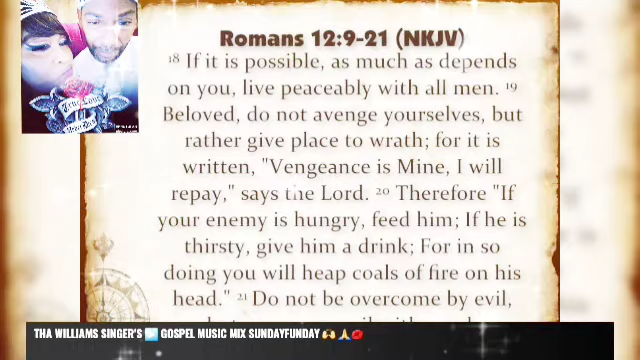 Romans 12:9-21 (NKJV)
18 If it is possible, as much as depends
on you, live peaceably with all men. 19
Beloved, do not avenge yourselves, but
rather give place to wrath; for it is
written, "Vengeance is Mine, I will
repay," says the Lord. 20 Therefore "If
your enemy is hungry, feed him; If he is
thirsty, give him a drink; For in so
doing you will heap coals of fire on his
head." 21 Do not be overcome by evil,
True Love
THA WILLIAMS SINGER'S ▶️ GOSPEL MUSIC MIX SUNDAYFUNDAY 🙌🙏💋